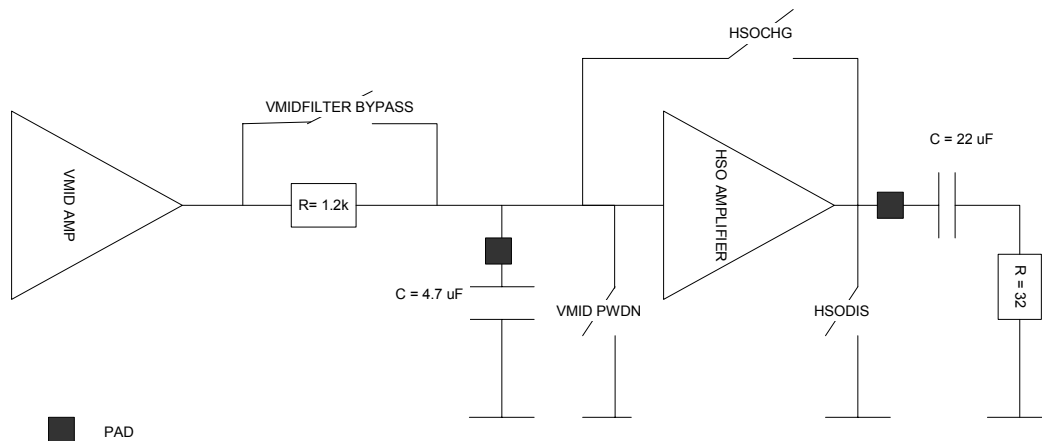 HSOCHG
VMIDFILTER BYPASS
VMID AMP
R= 1.2k
HSO AMPLIFIER
C = 22 uF
C = 4.7 uF
VMID PWDN
HSODIS
R = 32
PAD